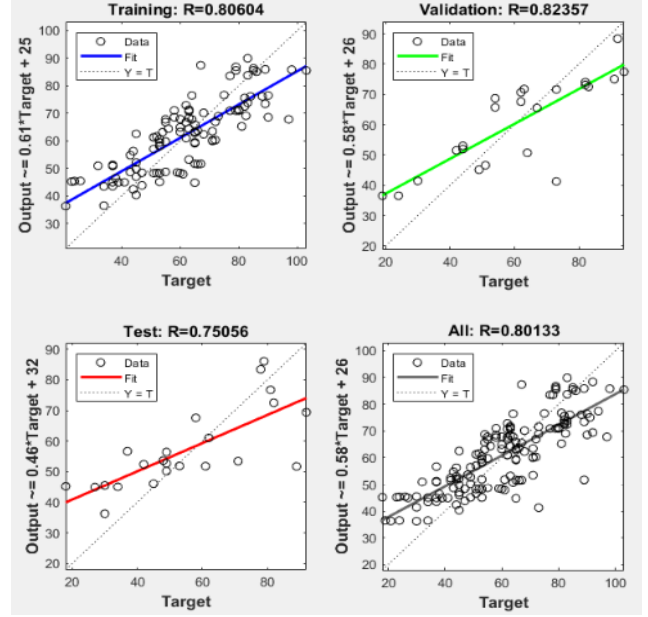 Training: R=0.80604
Output ~= 0.61*Target + 25
100
90
80
70
60
50
40
30
Data
Fit
Y = T
40 60 80 100
Target
Validation: R=0.82357
Output ~= 0.58*Target + 26
90
80
70
60
50
40
30
20
Data
Fit
Y = T
20 40 60 80
Target
Test: R=0.75056
Output ~= 0.46*Target + 32
90
80
70
60
50
40
30
20
Data
Fit
Y = T
20 40 60 80
Target
All: R=0.80133
Output ~= 0.58*Target + 26
100
90
80
70
60
50
40
30
20
Data
Fit
Y = T
20 40 60 80 100
Target